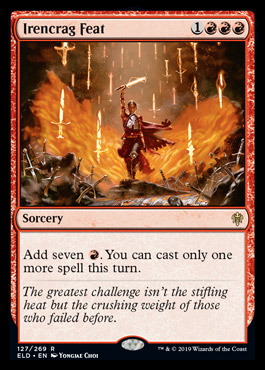 Irencrag Feat 1
Sorcery
Add seven . You can cast only one
more spell this turn.
The greatest challenge isn't the stifling
heat but the crushing weight of those
who failed before.
127/269 R
ELD • EN Yongjae Choi
™ & © 2019 Wizards of the Coast